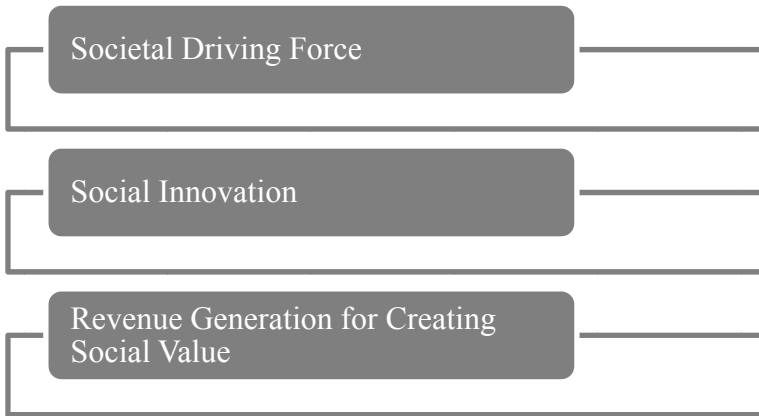 Societal Driving Force
Social Innovation
Revenue Generation for Creating
Social Value